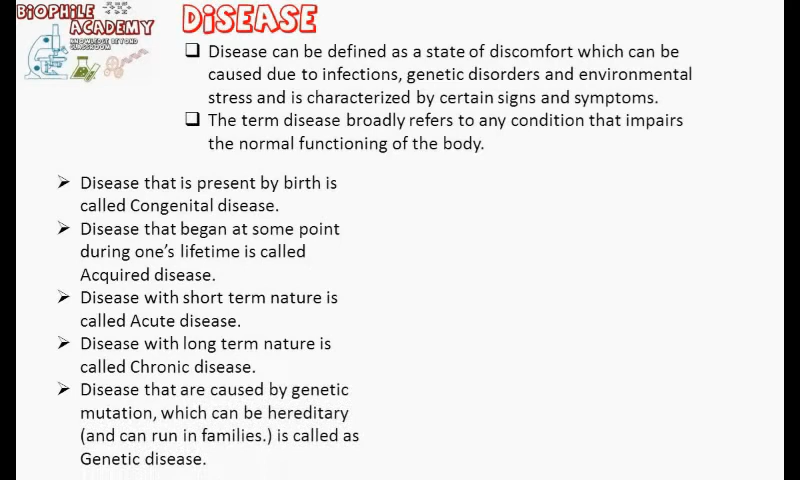 BIOPHILE
ACADEMY
KNOWLEDGE BEYOND
CLASSROOM
DISEASE
Disease can be defined as a state of discomfort which can be
caused due to infections, genetic disorders and environmental
stress and is characterized by certain signs and symptoms.
The term disease broadly refers to any condition that impairs
the normal functioning of the body.
Disease that is present by birth is
called Congenital disease.
Disease that began at some point
during one’s lifetime is called
Acquired disease.
Disease with short term nature is
called Acute disease.
Disease with long term nature is
called Chronic disease.
Disease that are caused by genetic
mutation, which can be hereditary
(and can run in families.) is called as
Genetic disease.